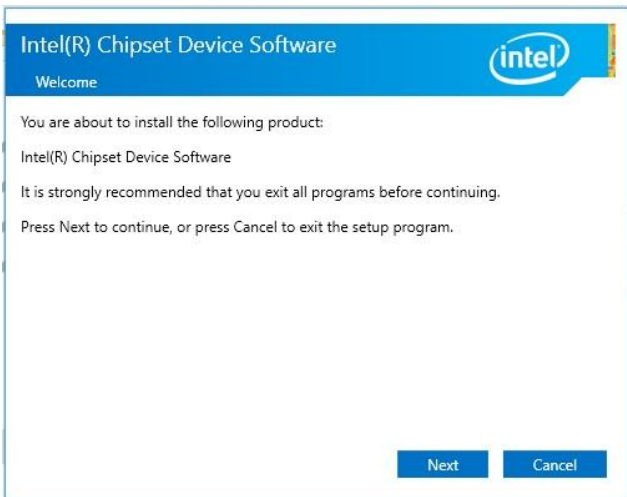 Intel(R) Chipset Device Software
intel
Welcome
You are about to install the following product:
Intel(R) Chipset Device Software
It is strongly recommended that you exit all programs before continuing.
Press Next to continue, or press Cancel to exit the setup program.
Next
Cancel